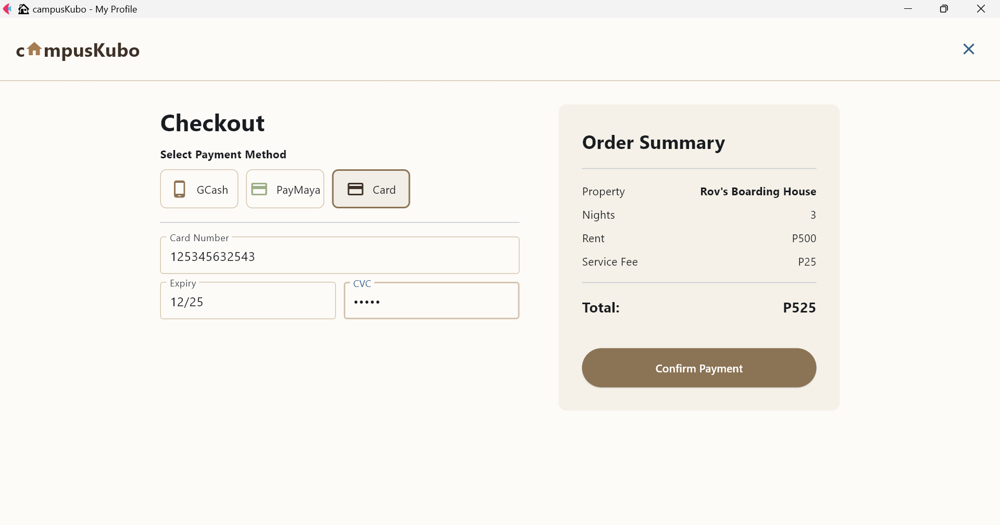 campusKubo - My Profile
cmpusKubo
Checkout
Select Payment Method
GCash
PayMaya
Card
Card Number
125345632543
Expiry
12/25
CVC
•••••
Order Summary
Property Rov's Boarding House
Nights 3
Rent P500
Service Fee P25
Total: P525
Confirm Payment